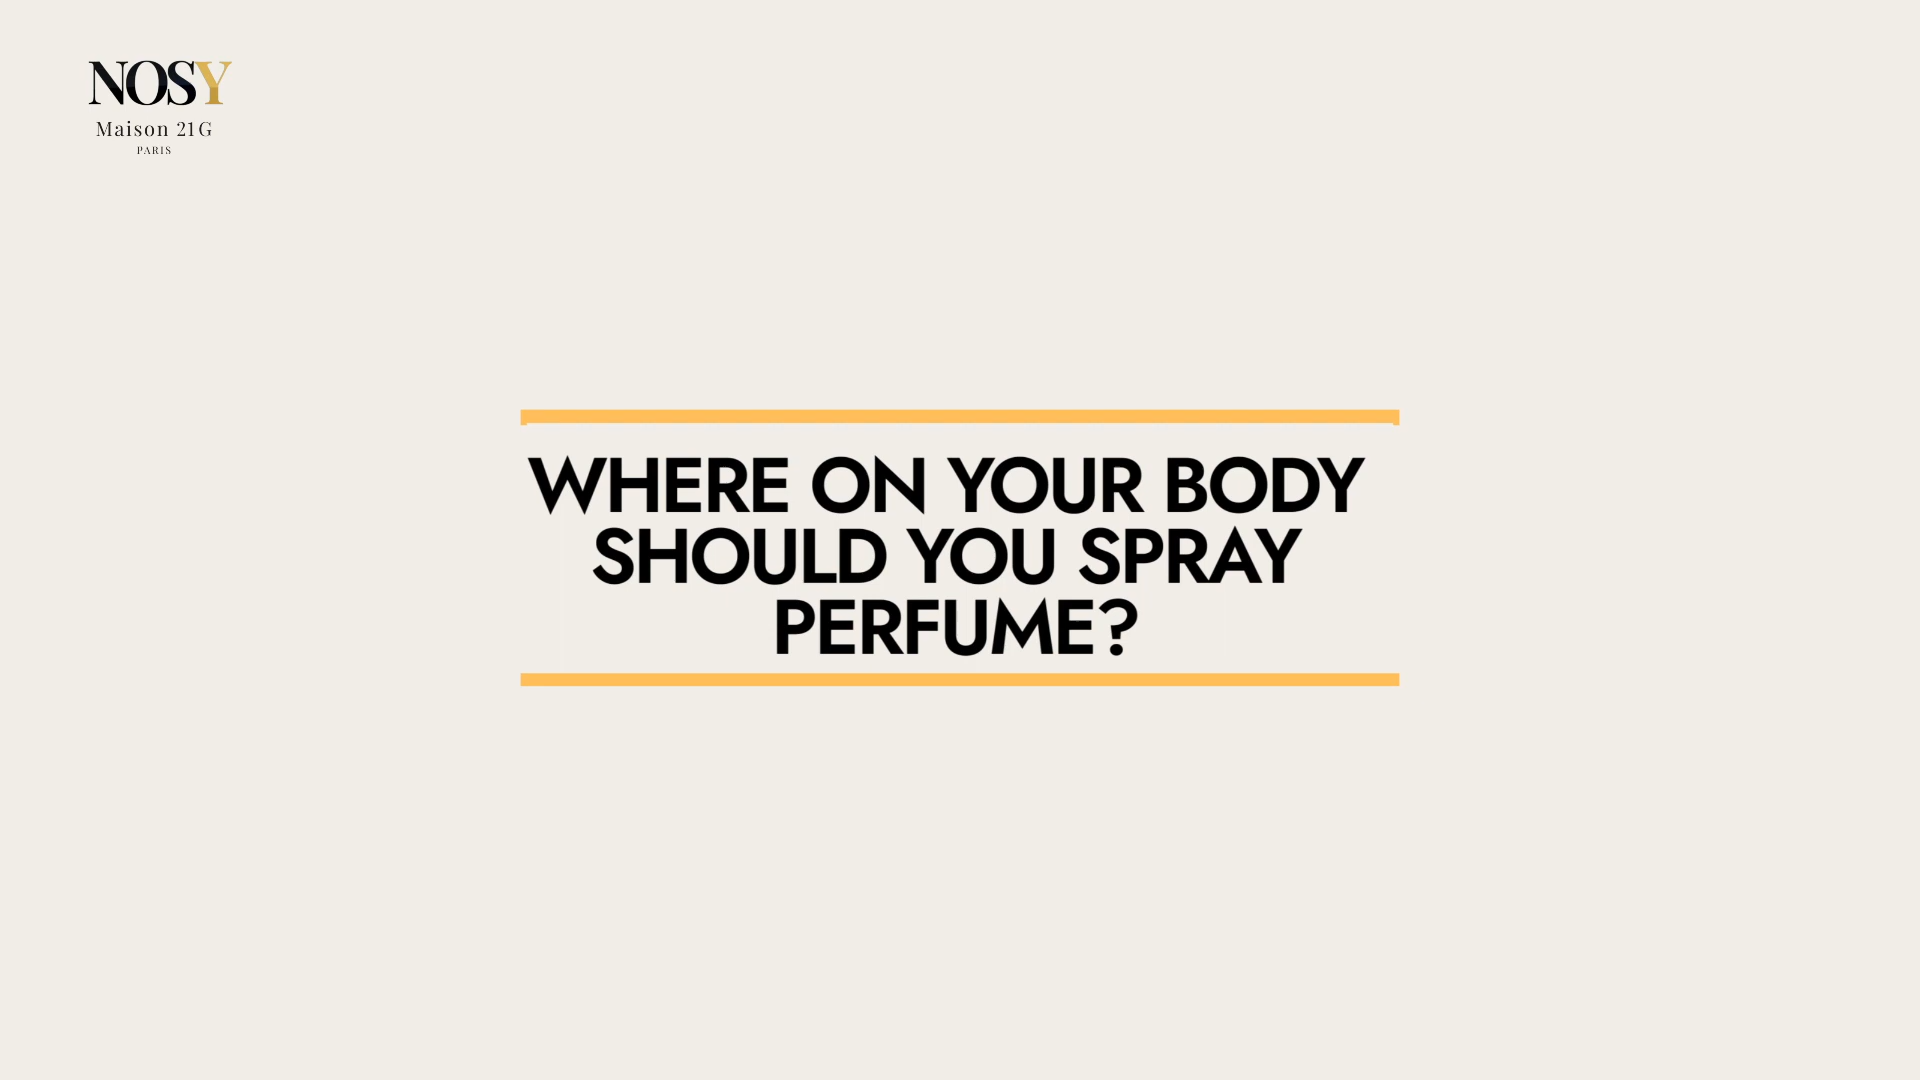 NOSY
Maison 21G
PARIS
WHERE ON YOUR BODY
SHOULD YOU SPRAY
PERFUME?